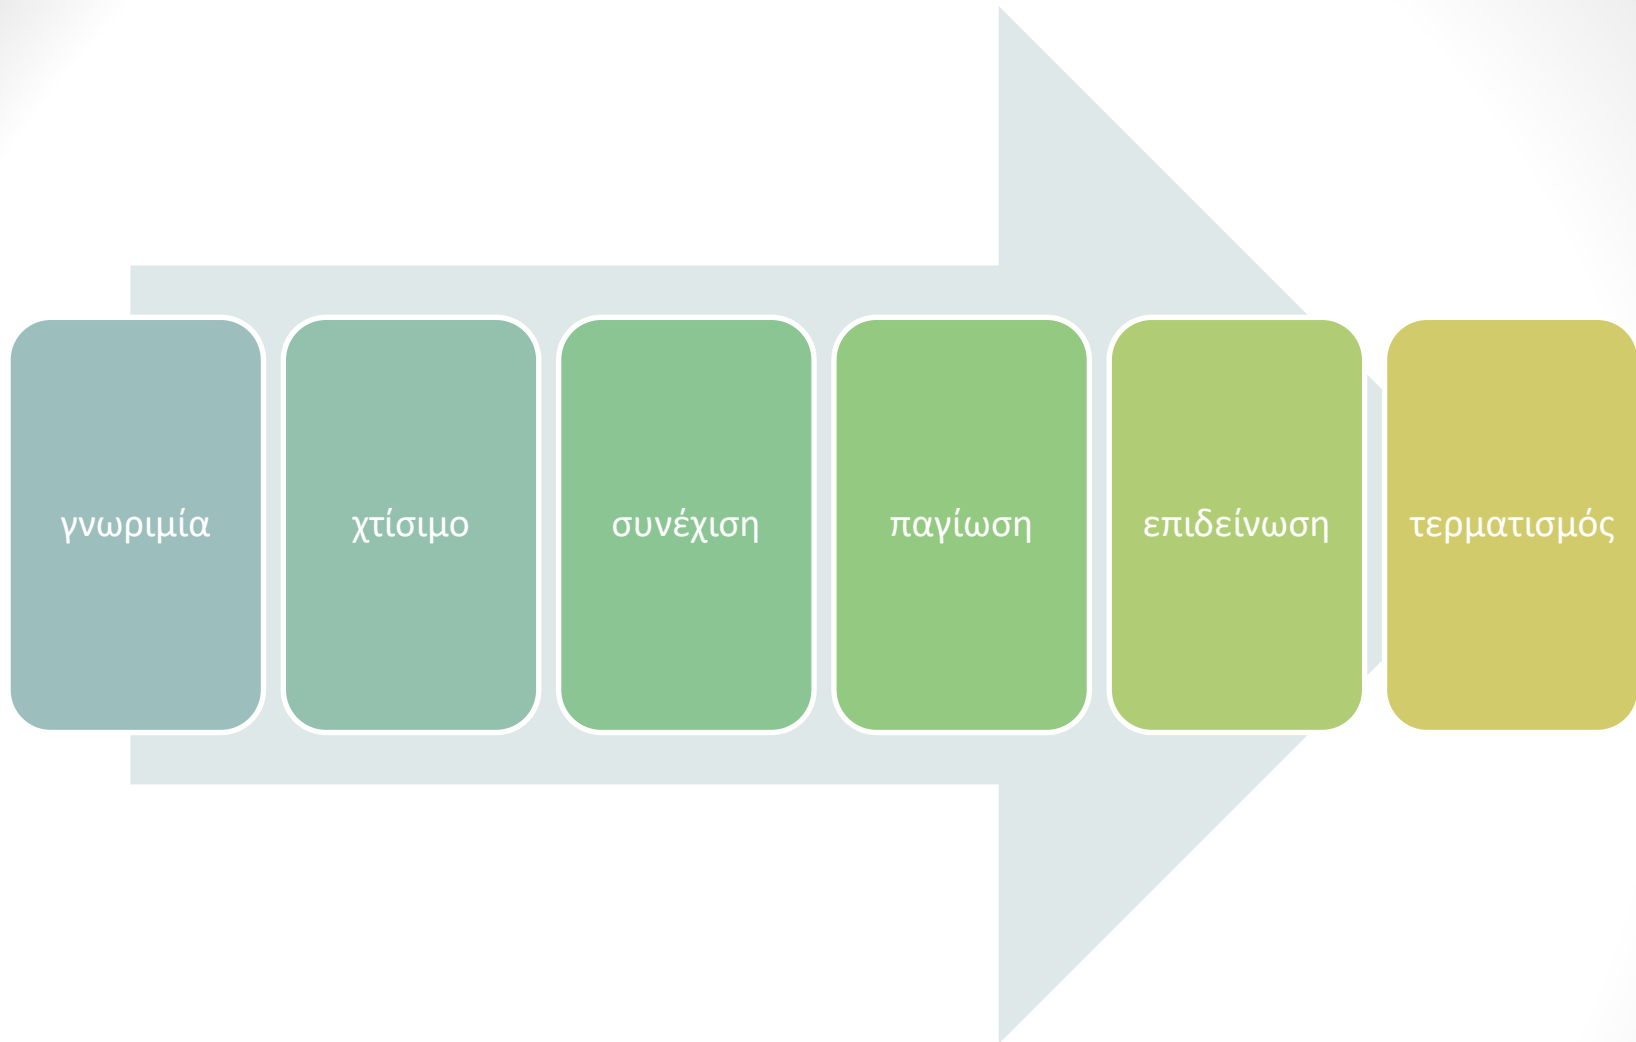 γνωριμία
χτίσιμο
συνέχιση
παγίωση
επιδείνωση
τερματισμός